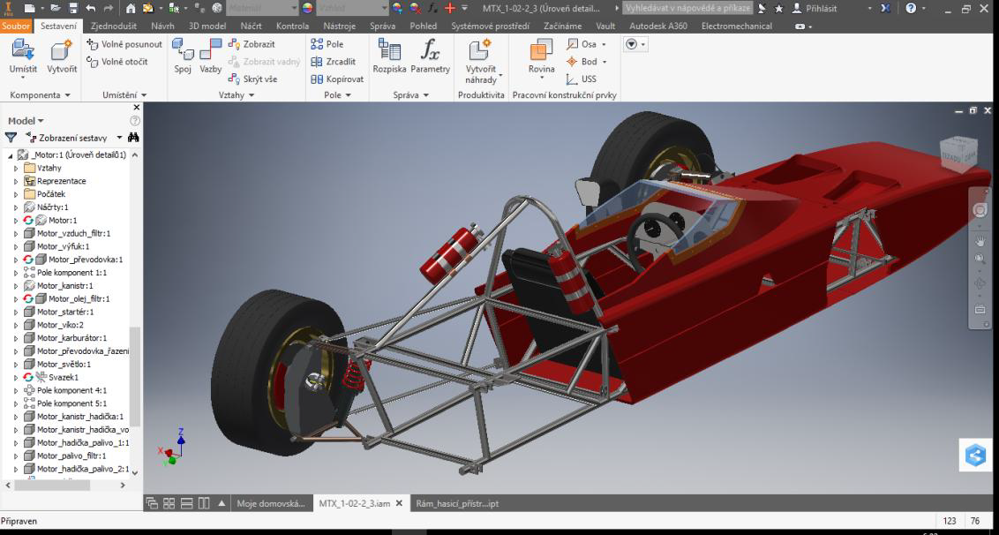 Materiál
Vzhled
MTX_1-02-2_3 (Úroveň detail...
Vyhledávat v nápovědě a příkazech
Přihlásit
PRO
Soubor Sestavení Zjednodušit Návrh 3D model Náčrt Kontrola Nástroje Správa Pohled Systémové prostředí Začínáme Vault Autodesk A360 Electromechanical
Umístit
Vytvořit
Volně posunout
Volně otočit
Spoj
Vazby
Zobrazit
Zobrazit vadný
Skrýt vše
Pole
Zrcadlit
Kopírovat
Rozpiska
Parametry
Vytvořit
náhrady
Rovina
Osa
Bod
USS
Komponenta Umístění Vztahy Pole Správa Produktivita Pracovní konstrukční prvky
Model
Zobrazení sestavy
_Motor:1 (Úroveň detailů1)
Vztahy
Reprezentace
Počátek
Náčrty:1
Motor:1
Motor_vzduch_filtr:1
Motor_výfuk:1
Motor_převodovka:1
Pole komponent 1:1
Motor_kanistr:1
Motor_olej_filtr:1
Motor_startér:1
Motor_víko:2
Motor_karburátor:1
Motor_převodovka_řazení
Motor_světlo:1
Svazek1
Pole komponent 4:1
Pole komponent 5:1
Motor_kanistr_hadička:1
Motor_kanistr_hadička_vo
Motor_hadička_palivo_1:1
Motor_palivo_filtr:1
Motor_hadička_palivo_2:1
Z
X
Y
Moje domovská... MTX_1-02-2_3.iam Rám_hasicí_přístr...ipt
Připraven
123 76